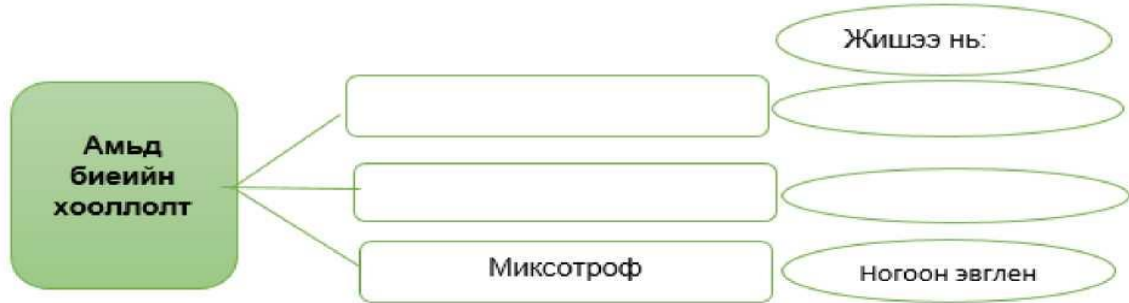 Жишээ нь:
Амьд
биеийн
хооллолт
Миксотроф
Ногоон эвглен